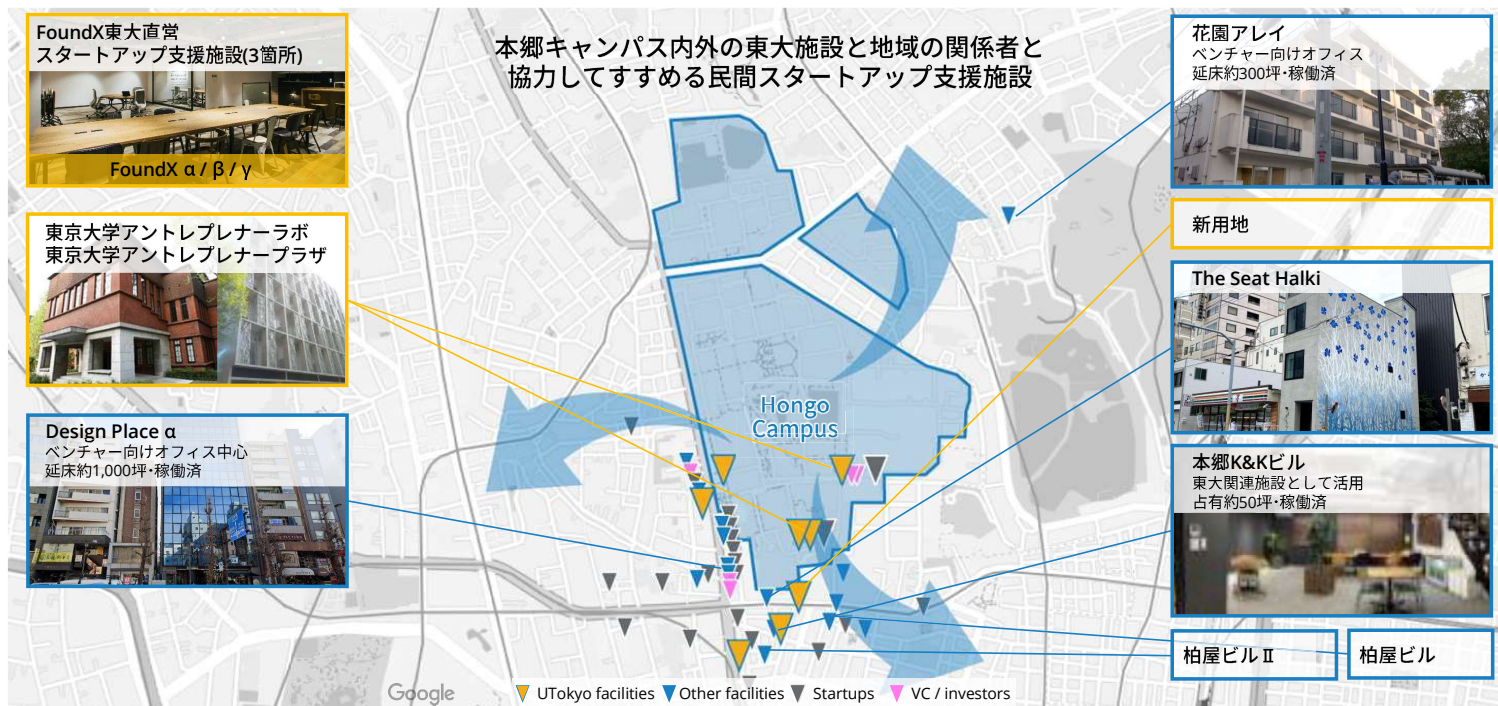 本郷キャンパス内外の東大施設と地域の関係者と
協力してすすめる民間スタートアップ支援施設
FoundX東大直営
スタートアップ支援施設(3箇所)
FoundX α / β / γ
東京大学アントレプレナーラボ
東京大学アントレプレナープラザ
Design Place α
ベンチャー向けオフィス中心
延床約1,000坪・稼働済
Hongo
Campus
花園アレイ
ベンチャー向けオフィス
延床約300坪・稼働済
新用地
The Seat Halki
本郷K&Kビル
東大関連施設として活用
占有約50坪・稼働済
柏屋ビルⅡ
柏屋ビル
Google
UTokyo facilities
Other facilities
Startups
VC / investors